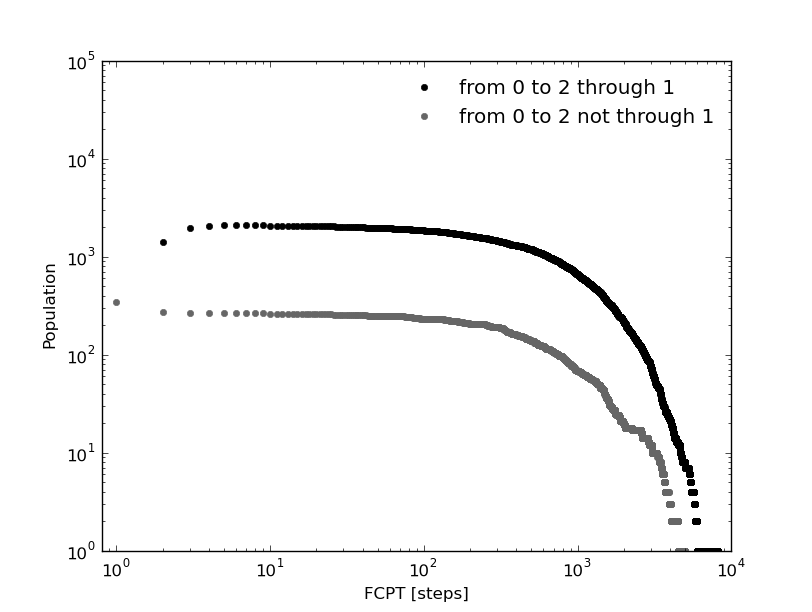 10^5
from 0 to 2 through 1
from 0 to 2 not through 1
10^4
10^3
Population
10^2
10^1
10^0
10^0 10^1 10^2 10^3 10^4
FCPT [steps]